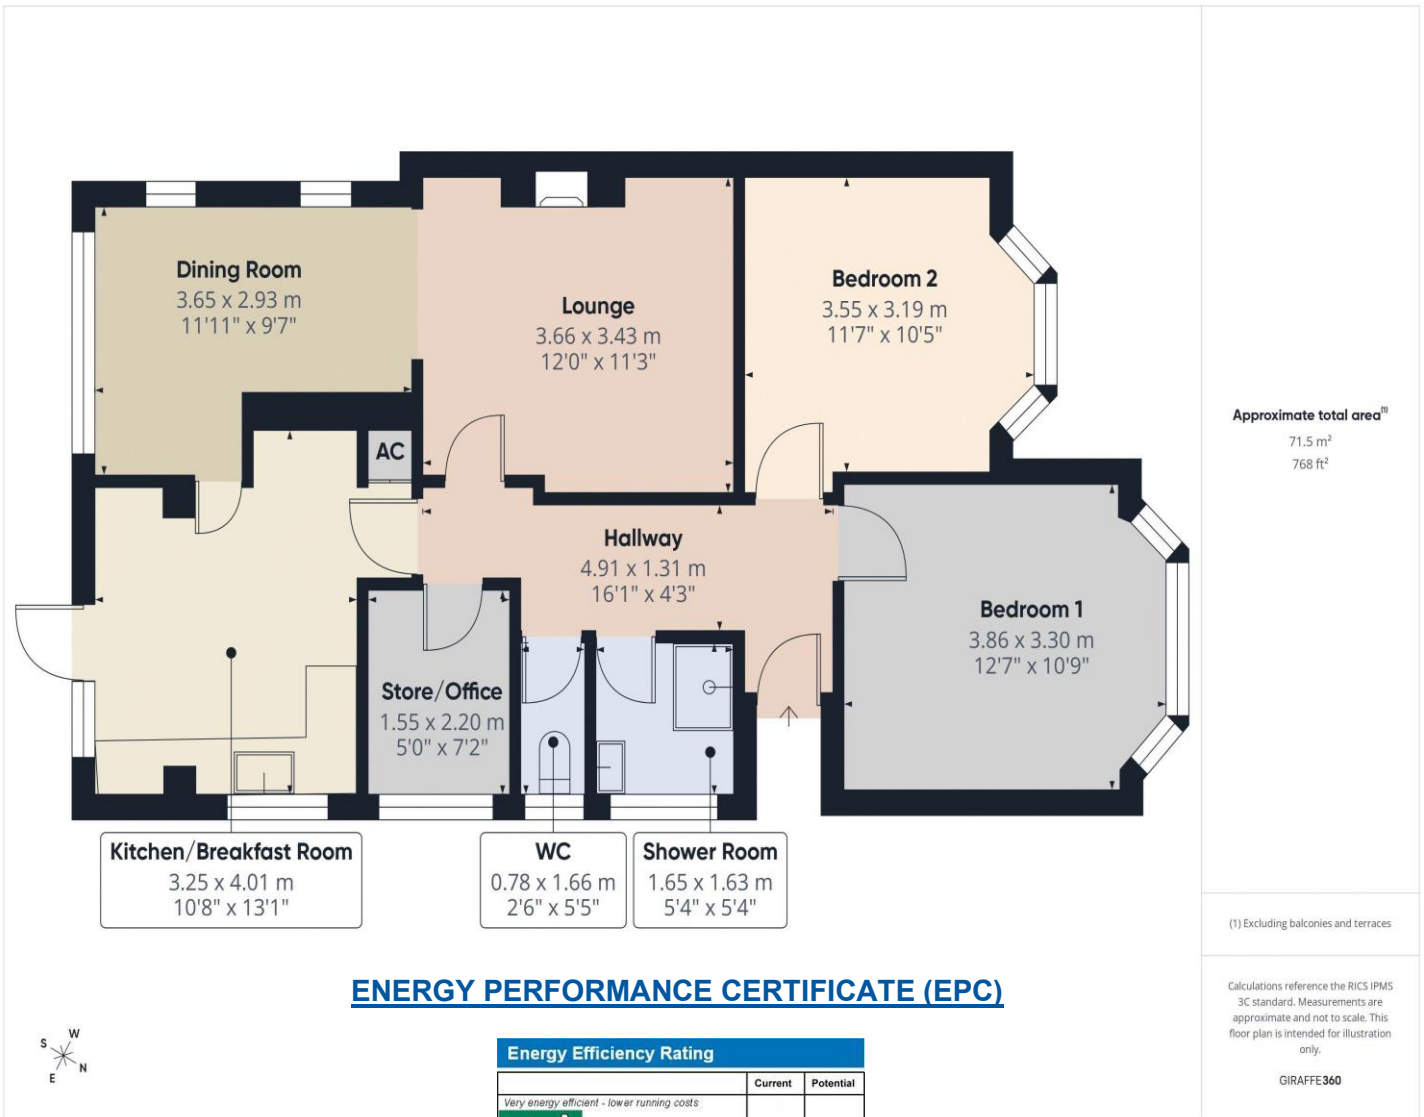 Dining Room
3.65 x 2.93 m
11'11" x 9'7"
Lounge
3.66 x 3.43 m
12'0" x 11'3"
Bedroom 2
3.55 x 3.19 m
11'7" x 10'5"
AC
Hallway
4.91 x 1.31 m
16'1" x 4'3"
Bedroom 1
3.86 x 3.30 m
12'7" x 10'9"
Store/Office
1.55 x 2.20 m
5'0" x 7'2"
Kitchen/Breakfast Room
3.25 x 4.01 m
10'8" x 13'1"
WC
0.78 x 1.66 m
2'6" x 5'5"
Shower Room
1.65 x 1.63 m
5'4" x 5'4"
Approximate total area(1)
71.5 m²
768 ft²
(1) Excluding balconies and terraces
Calculations reference the RICS IPMS
3C standard. Measurements are
approximate and not to scale. This
floor plan is intended for illustration
only.
GIRAFFE360
ENERGY PERFORMANCE CERTIFICATE (EPC)
S W
E N
Energy Efficiency Rating
Current Potential
Very energy efficient - lower running costs